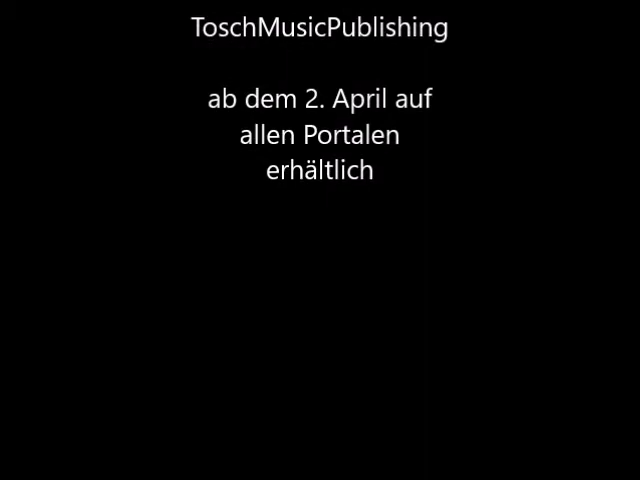 ToschMusicPublishing
ab dem 2. April auf
allen Portalen
erhältlich